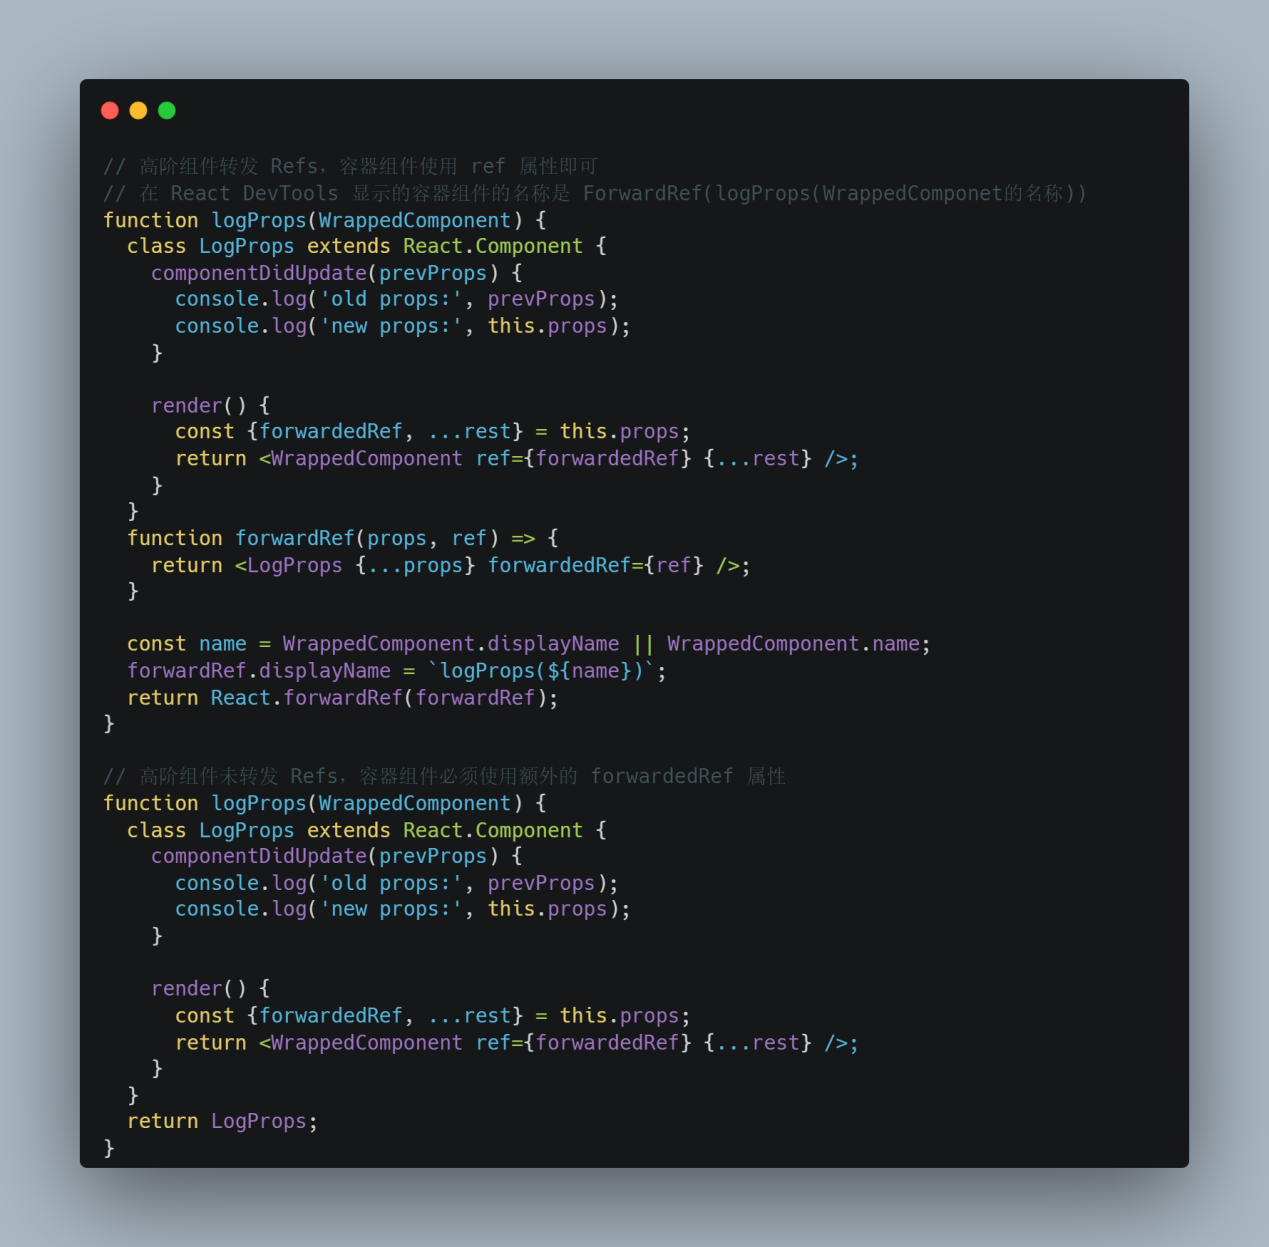 // 高阶组件转发 Refs，容器组件使用 ref 属性即可
// 在 React DevTools 显示的容器组件的名称是 ForwardRef(logProps(WrappedComponet的名称))
function logProps(WrappedComponent) {
  class LogProps extends React.Component {
    componentDidUpdate(prevProps) {
      console.log('old props:', prevProps);
      console.log('new props:', this.props);
    }

    render() {
      const {forwardedRef, ...rest} = this.props;
      return <WrappedComponent ref={forwardedRef} {...rest} />;
    }
  }
  function forwardRef(props, ref) => {
    return <LogProps {...props} forwardedRef={ref} />;
  }

  const name = WrappedComponent.displayName || WrappedComponent.name;
  forwardRef.displayName = `logProps(${name})`;
  return React.forwardRef(forwardRef);
}

// 高阶组件未转发 Refs，容器组件必须使用额外的 forwardedRef 属性
function logProps(WrappedComponent) {
  class LogProps extends React.Component {
    componentDidUpdate(prevProps) {
      console.log('old props:', prevProps);
      console.log('new props:', this.props);
    }

    render() {
      const {forwardedRef, ...rest} = this.props;
      return <WrappedComponent ref={forwardedRef} {...rest} />;
    }
  }
  return LogProps;
}